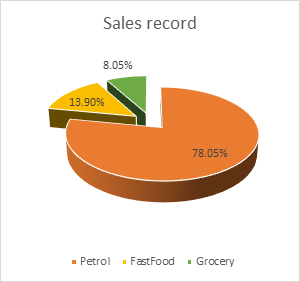 Sales record
8.05%
13.90%
78.05%
Petrol FastFood Grocery